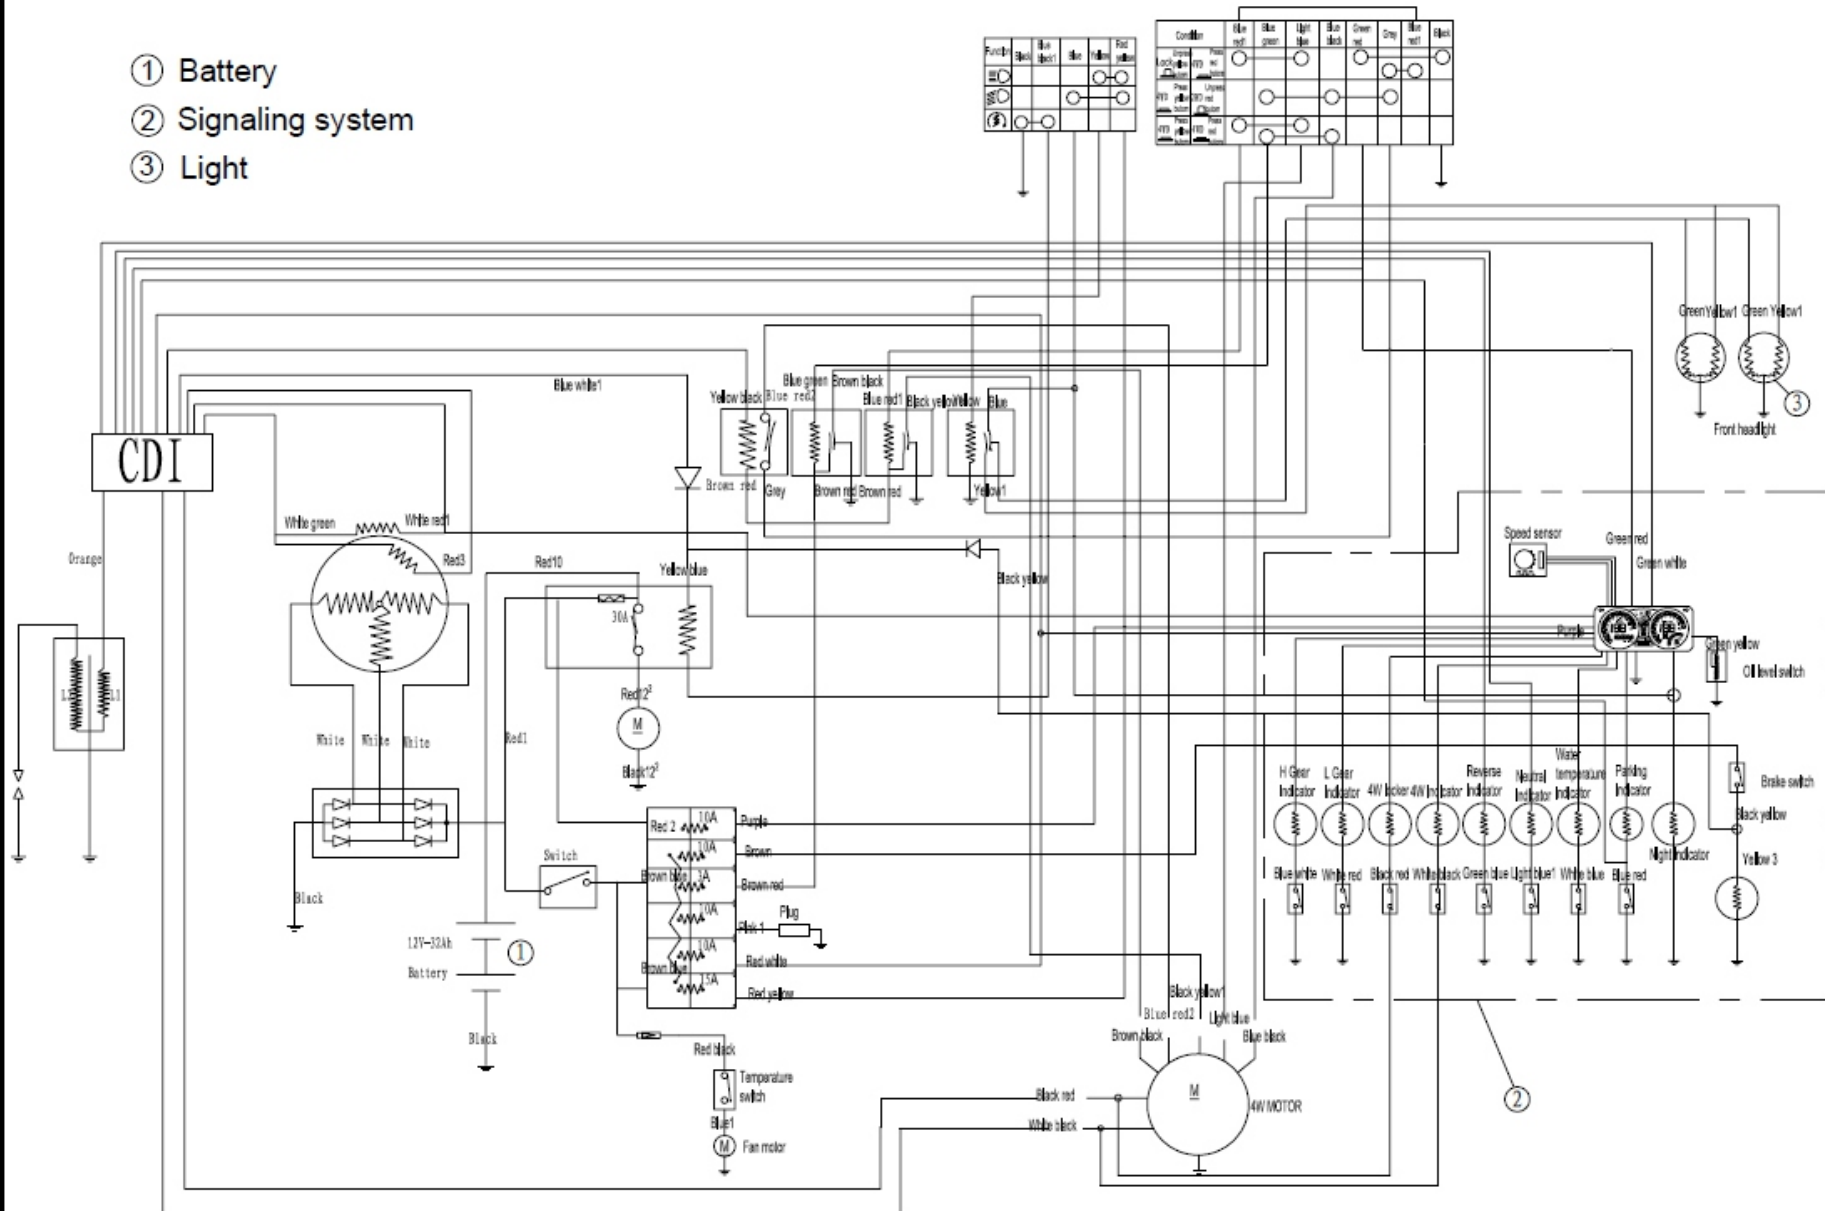 ① Battery
② Signaling system
③ Light
Function Black Blue black1 Blue Yellow Red yellow
Condition Blue red1 Blue green Light blue Blue black Green red Grey Blue red1 Black
Green Yellow1 Green Yellow1
③
Front headlight
Blue white1
Yellow black Blue red2 Blue green Brown black Blue red1 Black yellow Yellow Blue
CDI
Brown red Grey Brown red Brown red Yellow1
White green White red1
Orange
Red3
Red10
Yellow blue
Black yellow
Speed sensor
Green red
Green white
30A
Purple
Green yellow
Oil level switch
L2 L1
Red12²
M
White White White
Red1
Black12²
H Gear Indicator
L Gear Indicator
4W locker
4W Indicator
Reverse Indicator
Neutral Indicator
Water temperature Indicator
Parking Indicator
Brake switch
Black yellow
Night Indicator
Yellow 3
Red 2 10A Purple
10A Brown
Switch
Brown blue 3A Brown red
Blue white White red Black red White black Green blue Light blue1 White blue Blue red
Black
10A Pink 1 Plug
12V-32Ah
Battery
①
10A Red white
Brown blue 15A Red yellow
Black
Black yellow1
Blue red2 Light blue
Brown black Blue black
Red black
Temperature switch
Blue1
M Fan motor
Black red
White black
M
4W MOTOR
②